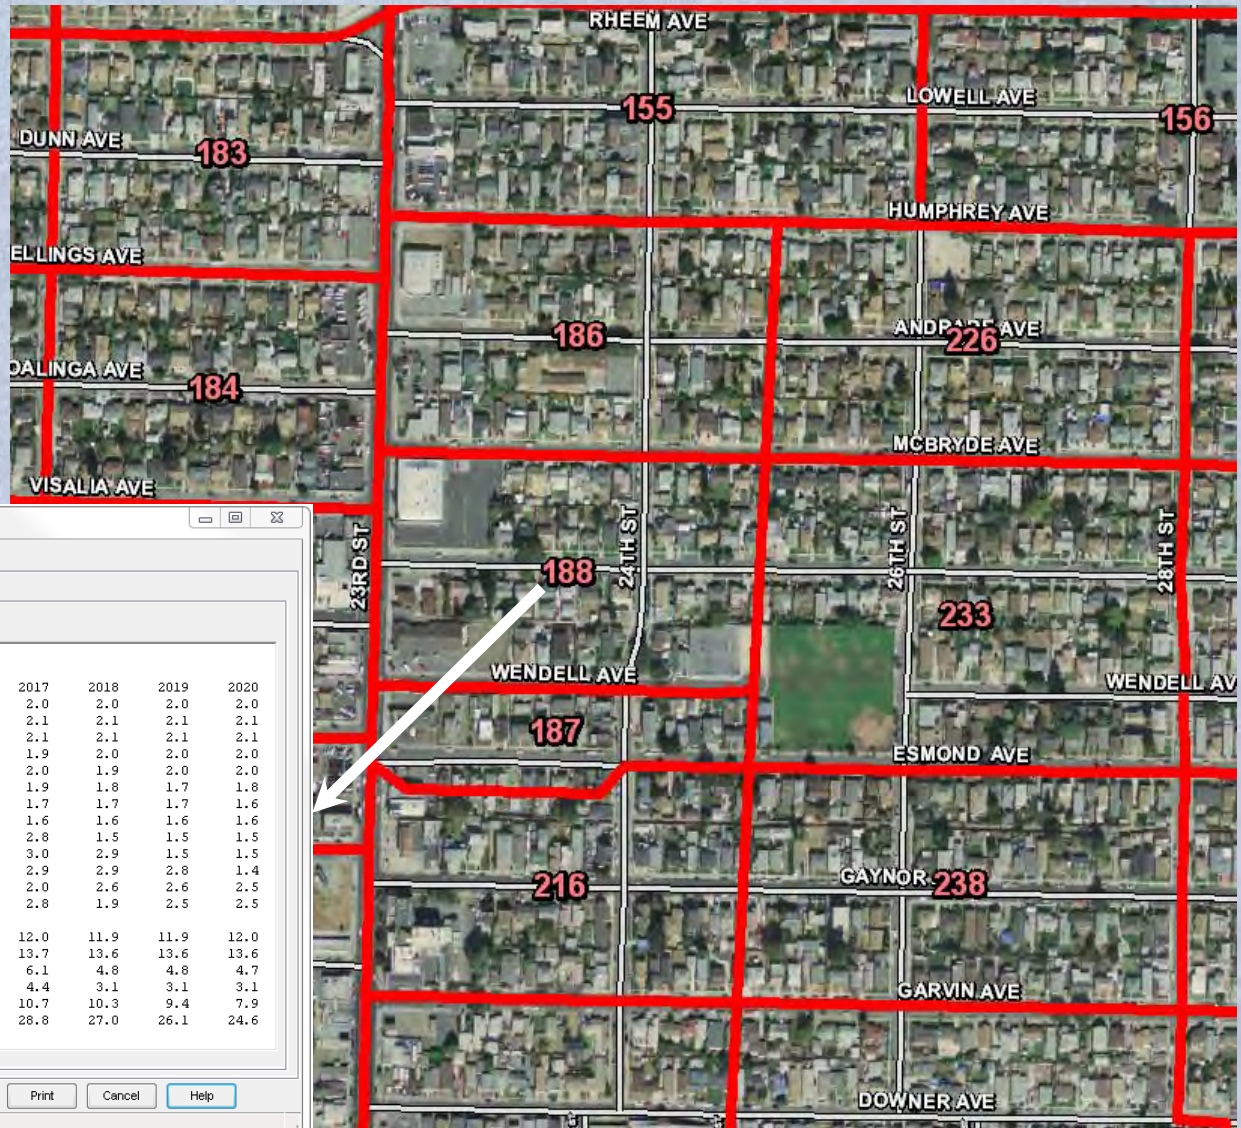 RHEEM AVE
LOWELL AVE
155
156
DUNN AVE
183
HUMPHREY AVE
ELLINGS AVE
186
ANDRADE AVE
226
OALINGA AVE
184
MCBRYDE AVE
VISALIA AVE
23RD ST
24TH ST
26TH ST
28TH ST
188
233
WENDELL AVE
WENDELL AV
187
ESMOND AVE
GAYNOR
238
216
GARVIN AVE
DOWNER AVE
2017 2018 2019 2020
2.0 2.0 2.0 2.0
2.1 2.1 2.1 2.1
2.1 2.1 2.1 2.1
1.9 2.0 2.0 2.0
2.0 1.9 2.0 2.0
1.9 1.8 1.7 1.8
1.7 1.7 1.7 1.6
1.6 1.6 1.6 1.6
2.8 1.5 1.5 1.5
3.0 2.9 1.5 1.5
2.9 2.9 2.8 1.4
2.0 2.6 2.6 2.5
2.8 1.9 2.5 2.5
12.0 11.9 11.9 12.0
13.7 13.6 13.6 13.6
6.1 4.8 4.8 4.7
4.4 3.1 3.1 3.1
10.7 10.3 9.4 7.9
28.8 27.0 26.1 24.6
Print Cancel Help